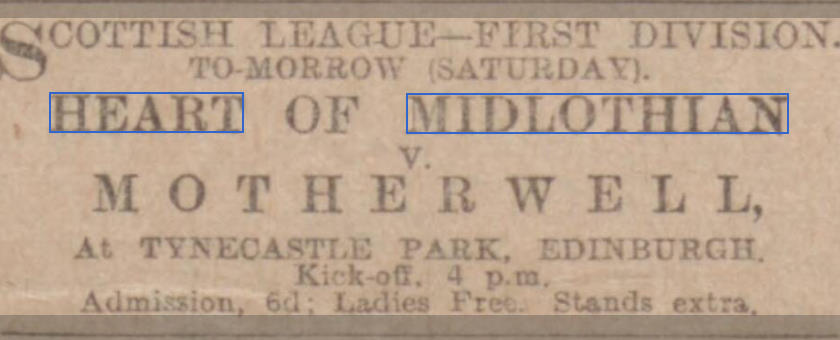 SCOTTISH LEAGUE—FIRST DIVISION.
TO-MORROW (SATURDAY).
HEART OF MIDLOTHIAN
V.
MOTHERWELL,
At TYNECASTLE PARK, EDINBURGH.
Kick-off, 4 p.m.
Admission, 6d; Ladies Free. Stands extra.